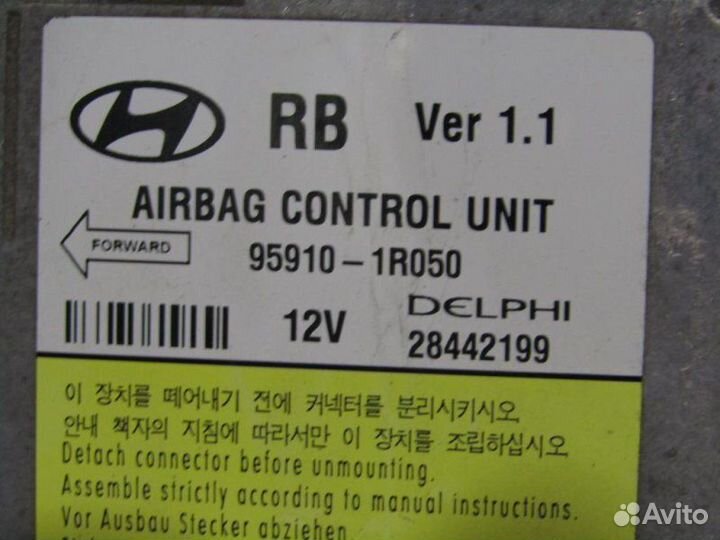 RB Ver 1.1
AIRBAG CONTROL UNIT
FORWARD
95910-1R050
12V DELPHI
28442199
이 장치를 떼어내기 전에 커넥터를 분리시키시오
안내 책자의 지침에 따라서만 이 장치를 조립하십시오
Detach connector before unmounting.
Assemble strictly according to manual instructions.
Vor Ausbau Stecker abziehen.
Avito